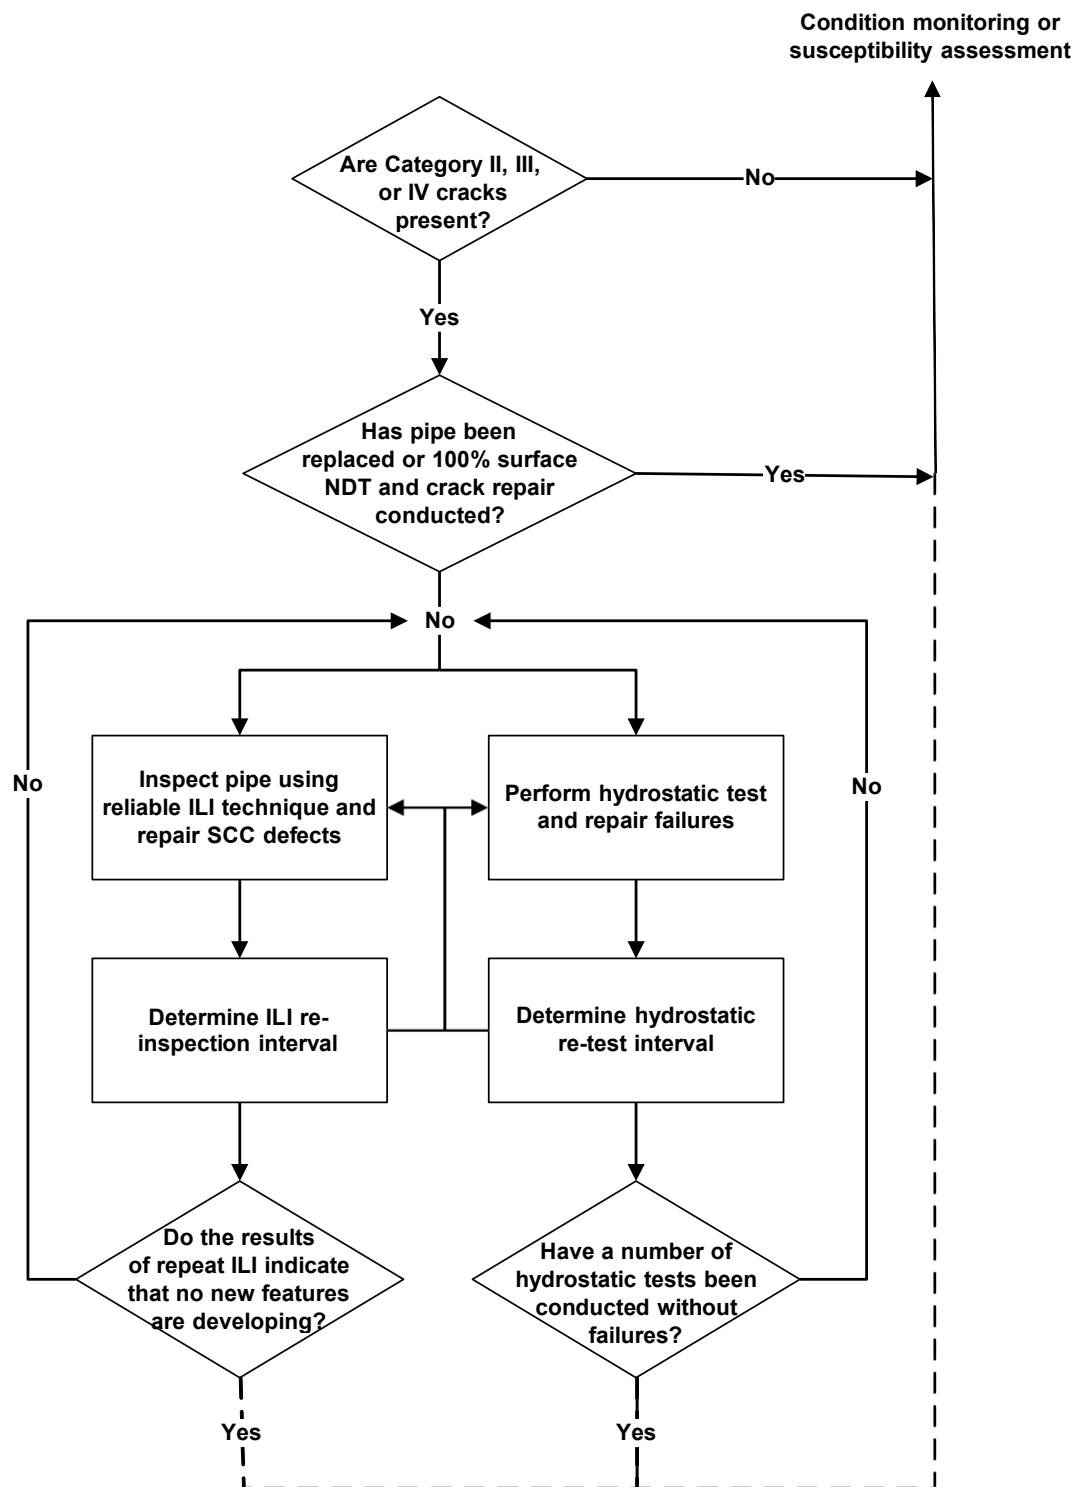 Condition monitoring or
susceptibility assessment
Are Category II, III,
or IV cracks
present?
No
Yes
Has pipe been
replaced or 100% surface
NDT and crack repair
conducted?
Yes
No
Inspect pipe using
reliable ILI technique and
repair SCC defects
Perform hydrostatic test
and repair failures
No
No
Determine ILI re-
inspection interval
Determine hydrostatic
re-test interval
Do the results
of repeat ILI indicate
that no new features
are developing?
Have a number of
hydrostatic tests been
conducted without
failures?
Yes
Yes